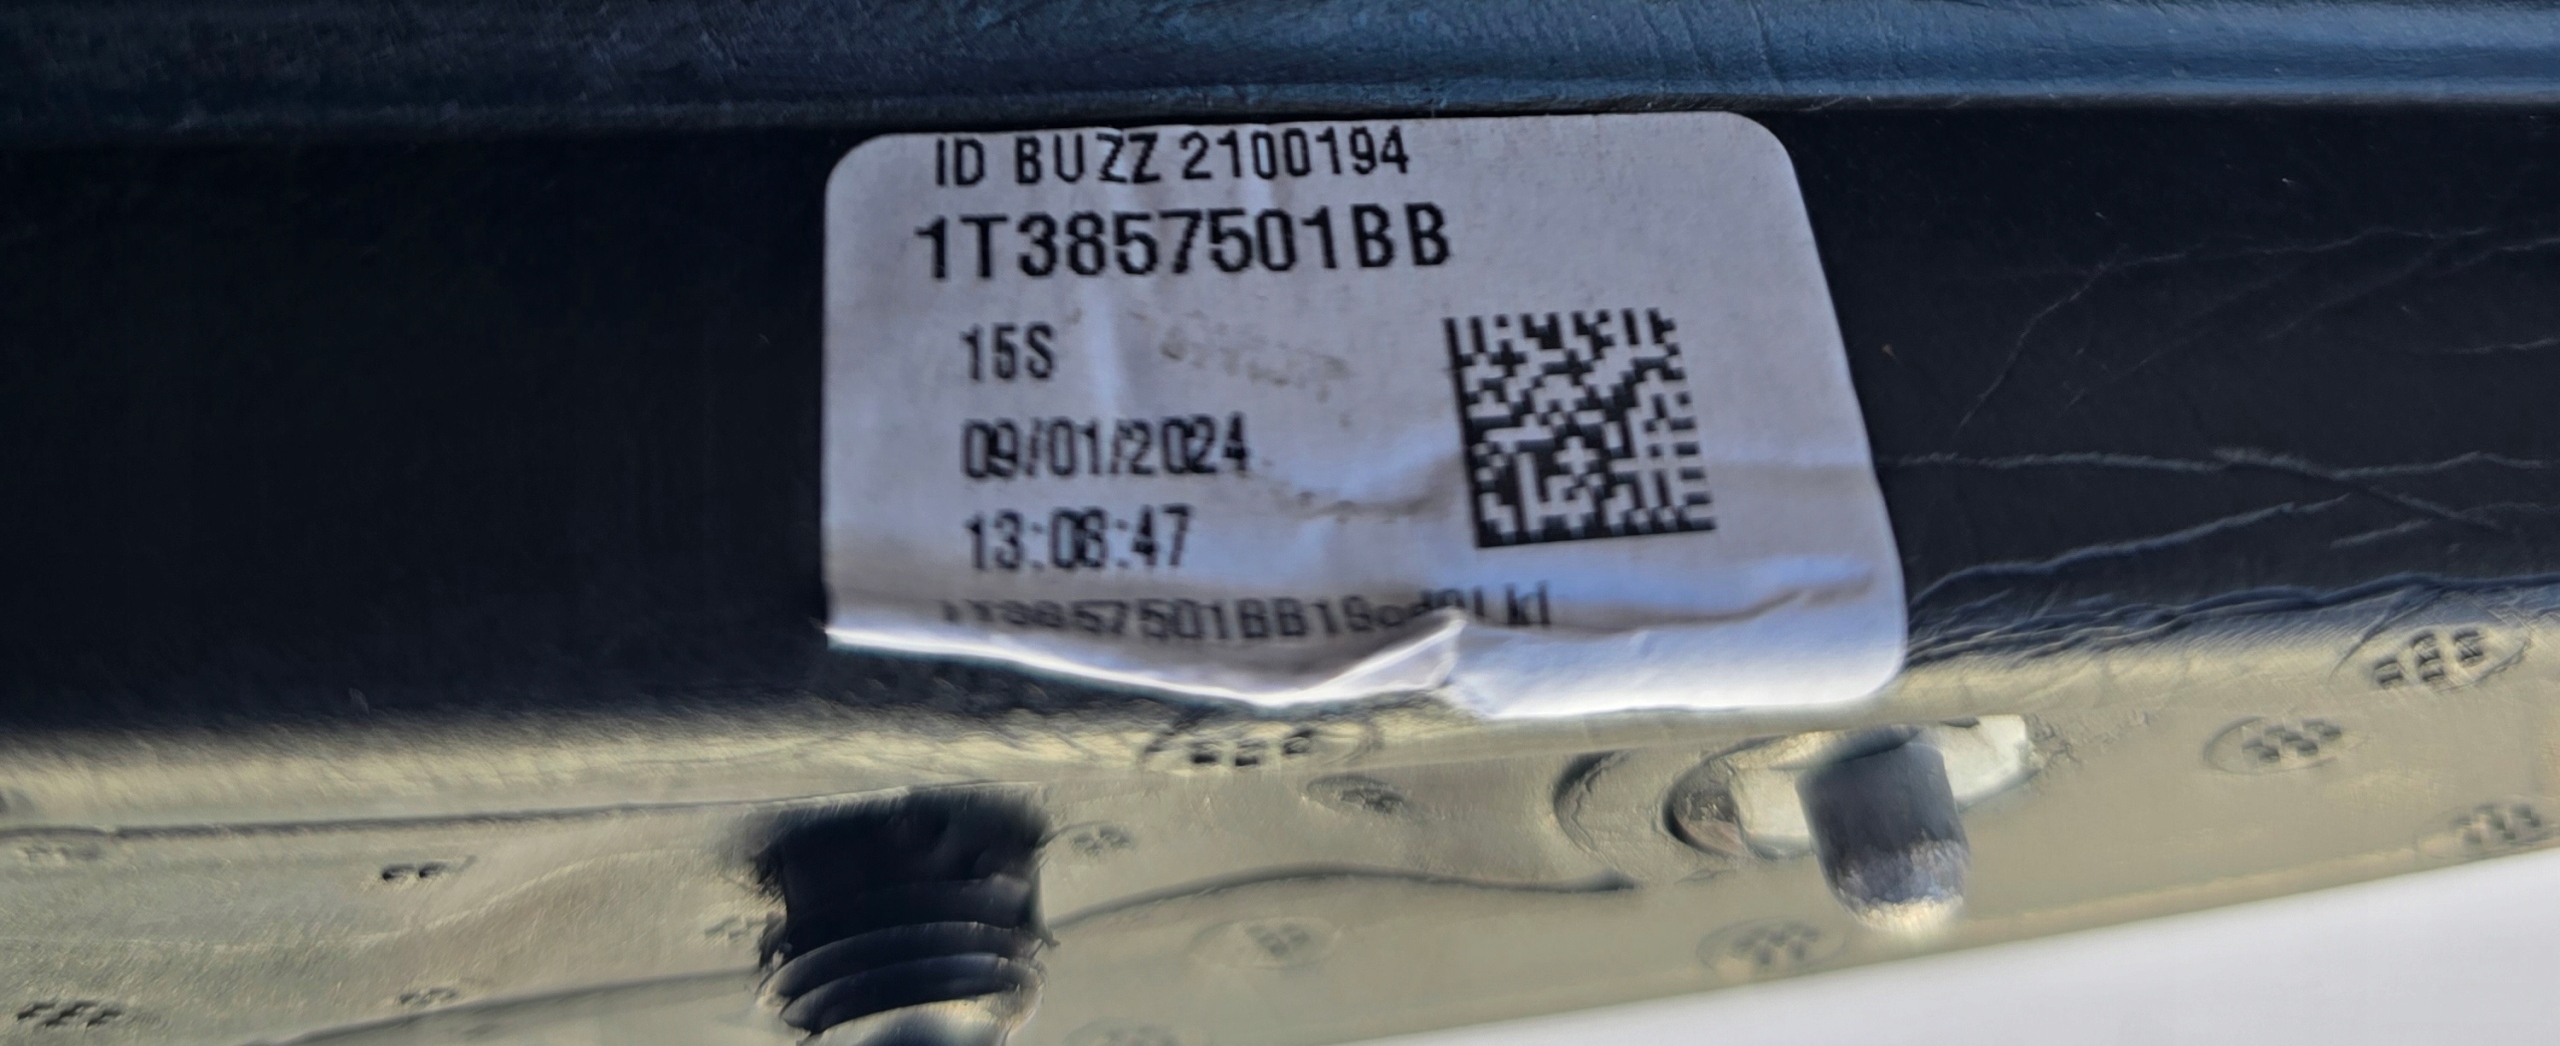 ID BUZZ 2100194
1T3857501BB
15S
09/01/2024
13:08:47